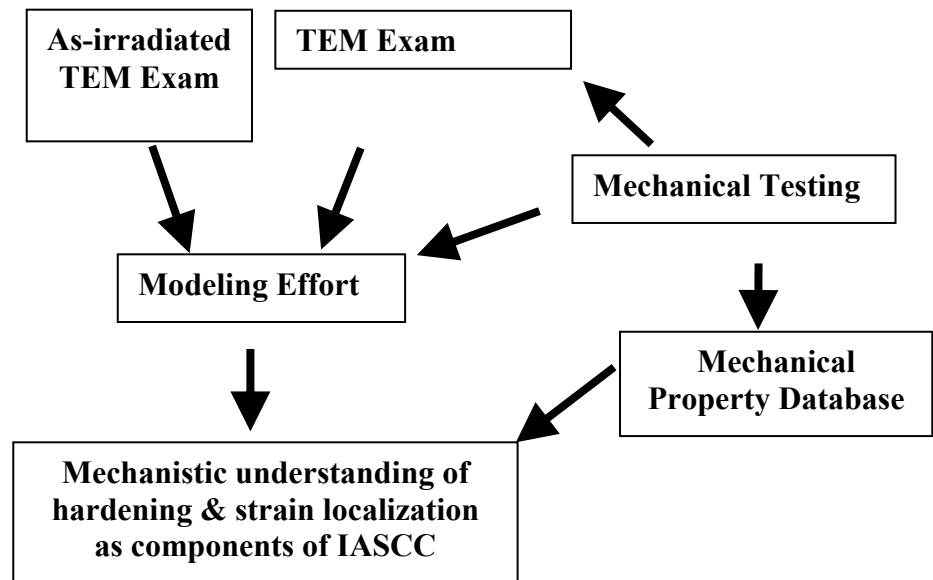 As-irradiated
TEM Exam
TEM Exam
Mechanical Testing
Modeling Effort
Mechanical
Property Database
Mechanistic understanding of
hardening & strain localization
as components of IASCC